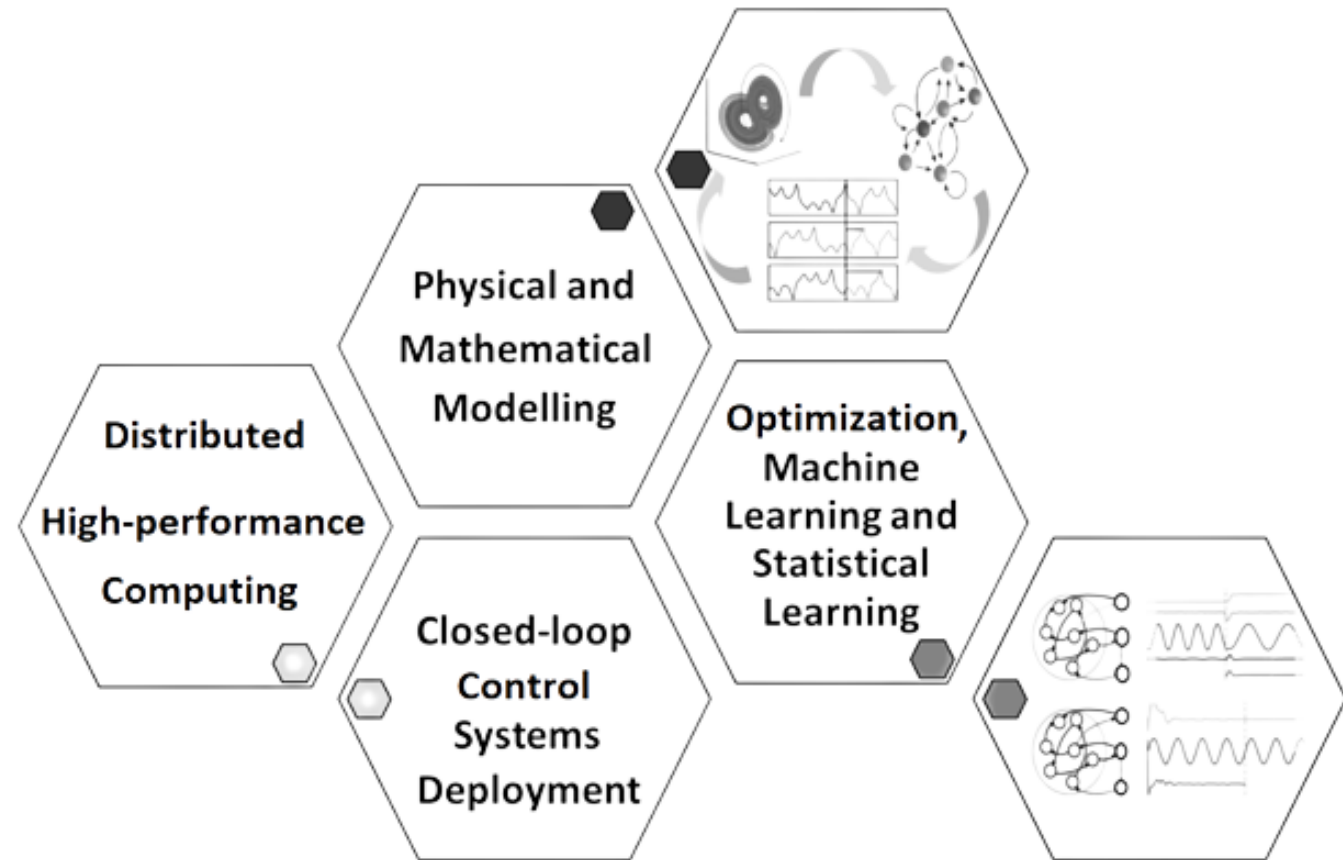 Physical and
Mathematical
Modelling
Distributed
High-performance
Computing
Optimization,
Machine
Learning and
Statistical
Learning
Closed-loop
Control
Systems
Deployment